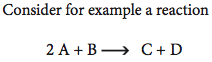 Consider for example a reaction
2 A + B ⟶ C + D